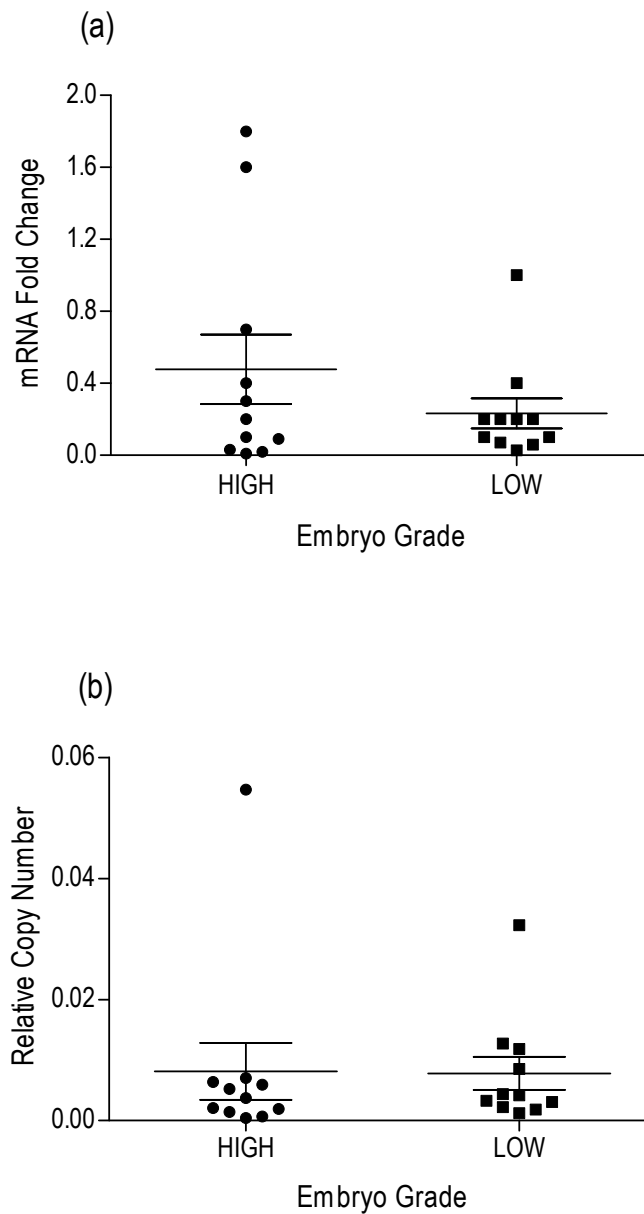 (a)
2.0
1.6
1.2
0.8
0.4
0.0
mRNA Fold Change
HIGH LOW
Embryo Grade
(b)
0.06
0.04
0.02
0.00
Relative Copy Number
HIGH LOW
Embryo Grade